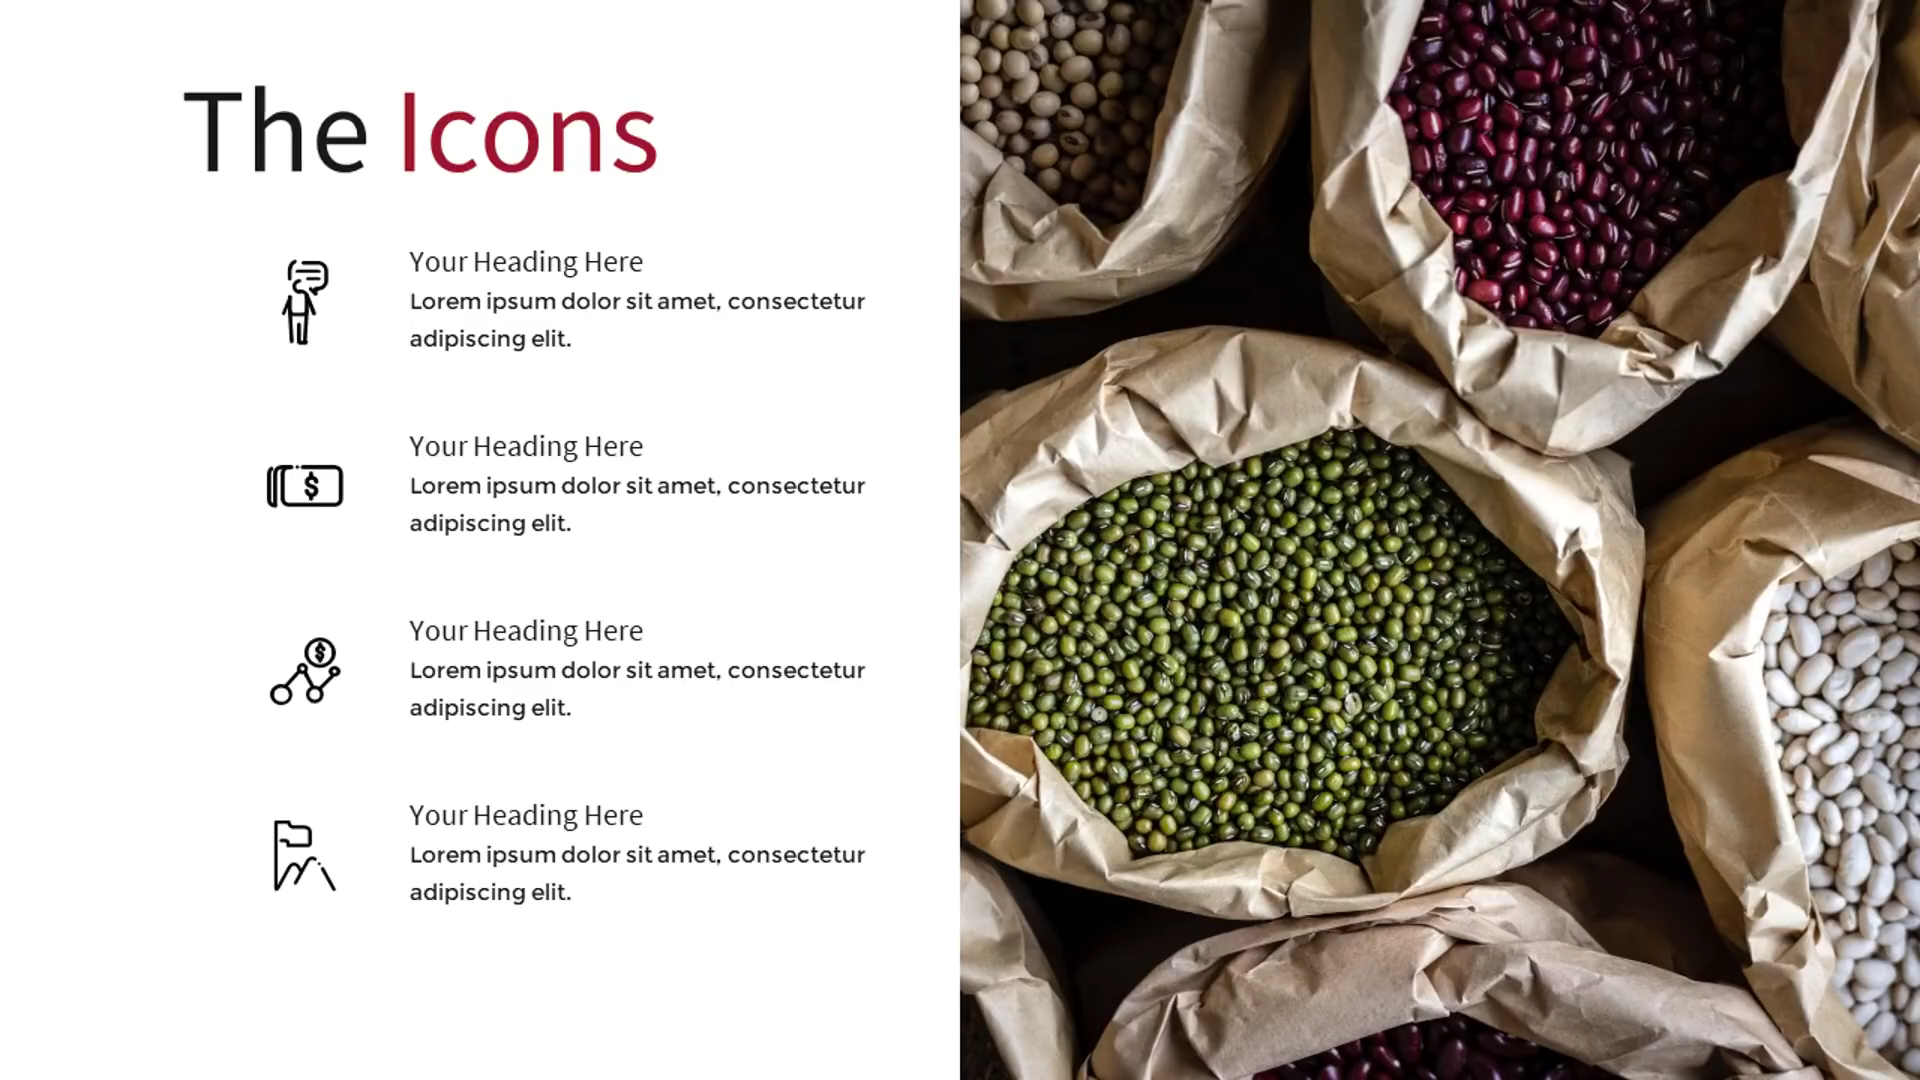 The Icons
Your Heading Here
Lorem ipsum dolor sit amet, consectetur
adipiscing elit.
$
Your Heading Here
Lorem ipsum dolor sit amet, consectetur
adipiscing elit.
$
Your Heading Here
Lorem ipsum dolor sit amet, consectetur
adipiscing elit.
Your Heading Here
Lorem ipsum dolor sit amet, consectetur
adipiscing elit.